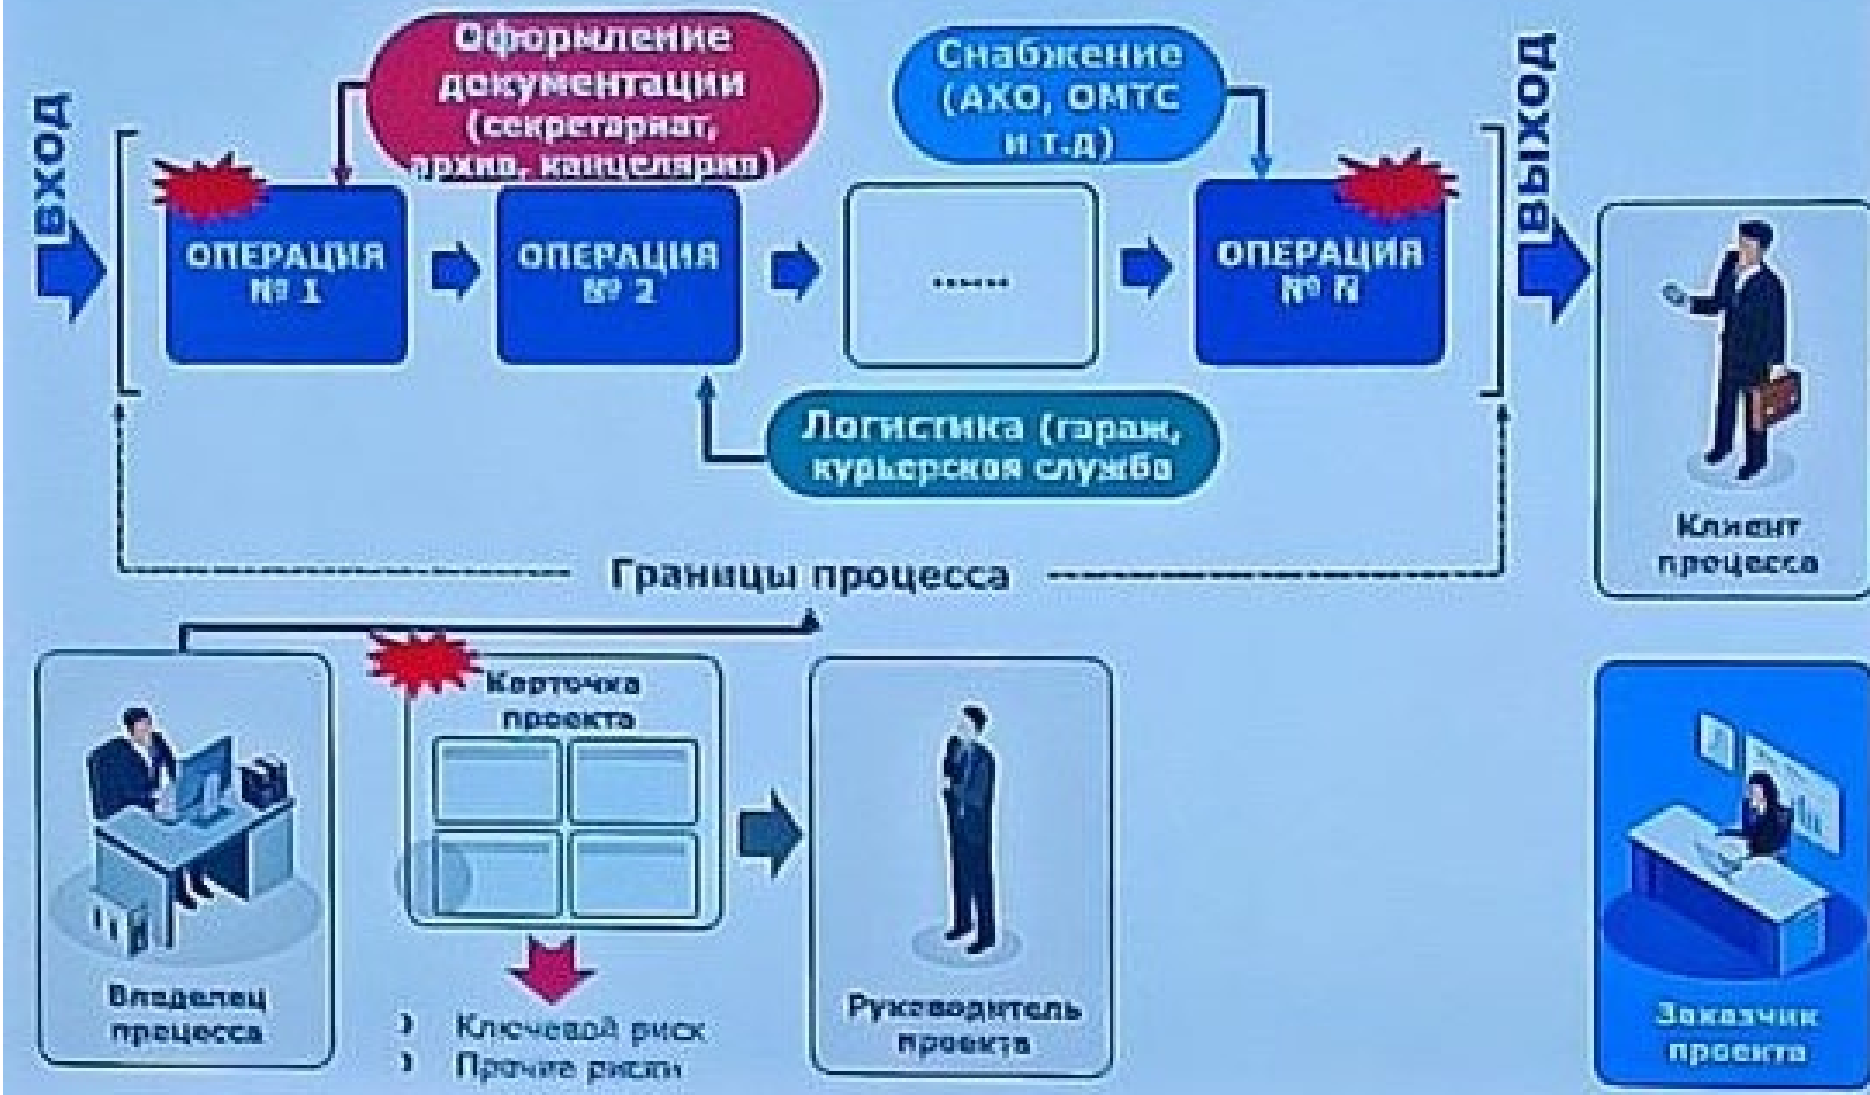 Оформление
документации
(секретариат,
архив, канцелярия)
Снабжение
(АХО, ОМТС
и т.д)
ВХОД
ВЫХОД
ОПЕРАЦИЯ
№ 1
ОПЕРАЦИЯ
№ 2
......
ОПЕРАЦИЯ
№ N
Логистика (гараж,
курьерская служба
Клиент
процесса
Границы процесса
Карточка
проекта
Владелец
процесса
Ключевой риск
Прочие риски
Руководитель
проекта
Заказчик
проекта